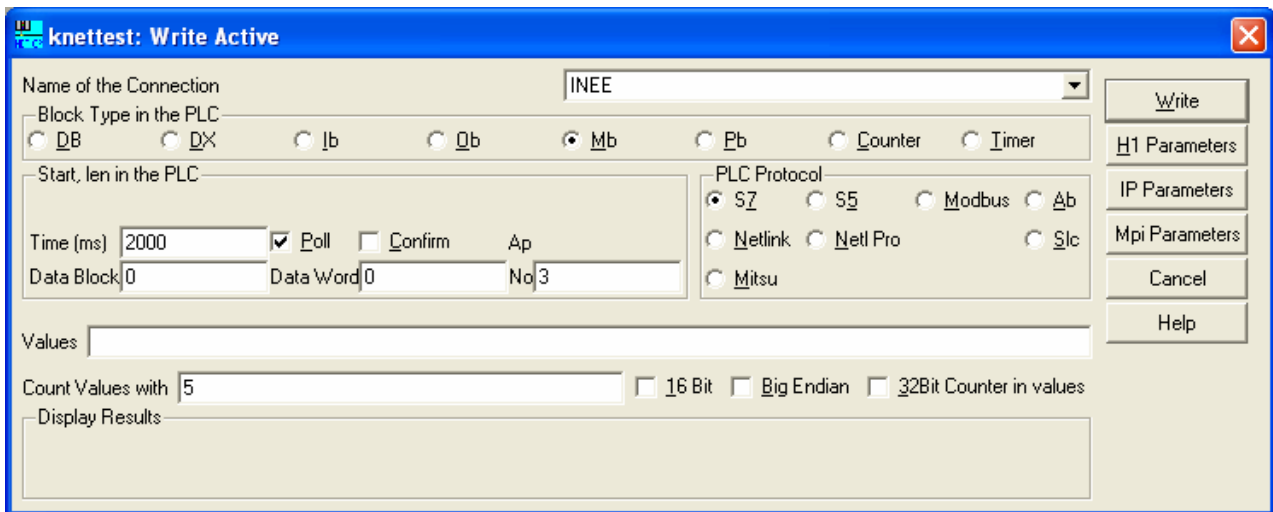 knettest: Write Active
Name of the Connection INEE
Write
Block Type in the PLC
DB DX Ib Qb Mb Pb Counter Timer
H1 Parameters
Start, len in the PLC
PLC Protocol
S7 S5 Modbus Ab
IP Parameters
Time (ms) 2000 Poll Confirm Ap
Netlink Netl Pro Slc
Mpi Parameters
Data Block 0 Data Word 0 No 3
Mitsu
Cancel
Help
Values
Count Values with 5 16 Bit Big Endian 32Bit Counter in values
Display Results